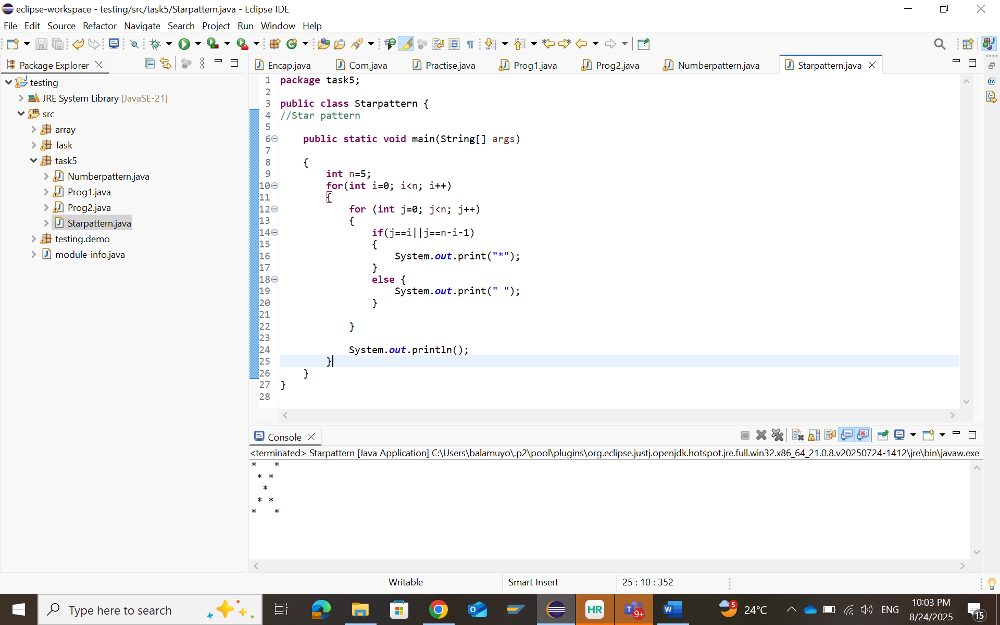 eclipse-workspace - testing/src/task5/Starpattern.java - Eclipse IDE
File Edit Source Refactor Navigate Search Project Run Window Help
Package Explorer
testing
JRE System Library [JavaSE-21]
src
array
Task
task5
Numberpattern.java
Prog1.java
Prog2.java
Starpattern.java
testing.demo
module-info.java
Encap.java Com.java Practise.java Prog1.java Prog2.java Numberpattern.java Starpattern.java
1 package task5;
2
3 public class Starpattern {
4 //Star pattern
5
6     public static void main(String[] args)
7
8     {
9         int n=5;
10         for(int i=0; i<n; i++)
11         {
12             for (int j=0; j<n; j++)
13             {
14                 if(j==i||j==n-i-1)
15                 {
16                     System.out.print("*");
17                 }
18                 else {
19                     System.out.print(" ");
20                 }
21
22             }
23
24             System.out.println();
25         }
26     }
27 }
28
Console
<terminated> Starpattern [Java Application] C:\Users\balamuyo\.p2\pool\plugins\org.eclipse.justj.openjdk.hotspot.jre.full.win32.x86_64_21.0.8.v20250724-1412\jre\bin\javaw.exe
*   *
 * *
  *
 * *
*   *
Writable Smart Insert 25 : 10 : 352
Type here to search
HR
9+
5
24°C
ENG
10:03 PM
8/24/2025
15